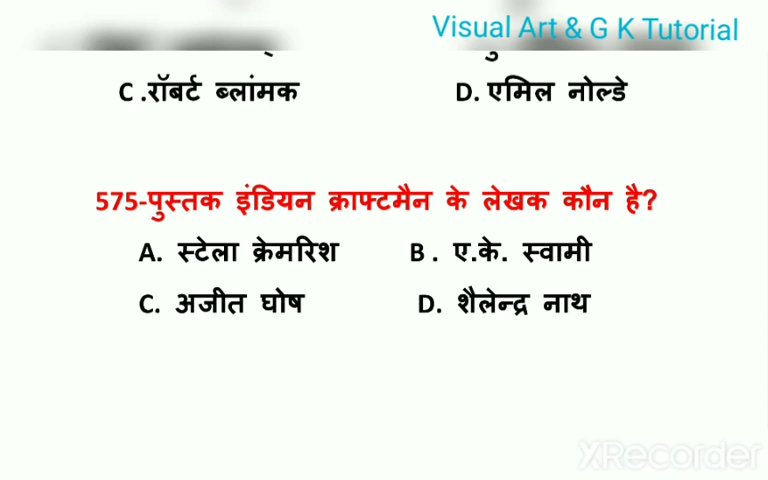 Visual Art & G K Tutorial
C .रॉबर्ट ब्लांमक D. एमिल नोल्डे
575-पुस्तक इंडियन क्राफ्टमैन के लेखक कौन है?
A. स्टेला क्रेमरिश B . ए.के. स्वामी
C. अजीत घोष D. शैलेन्द्र नाथ
XRecorder